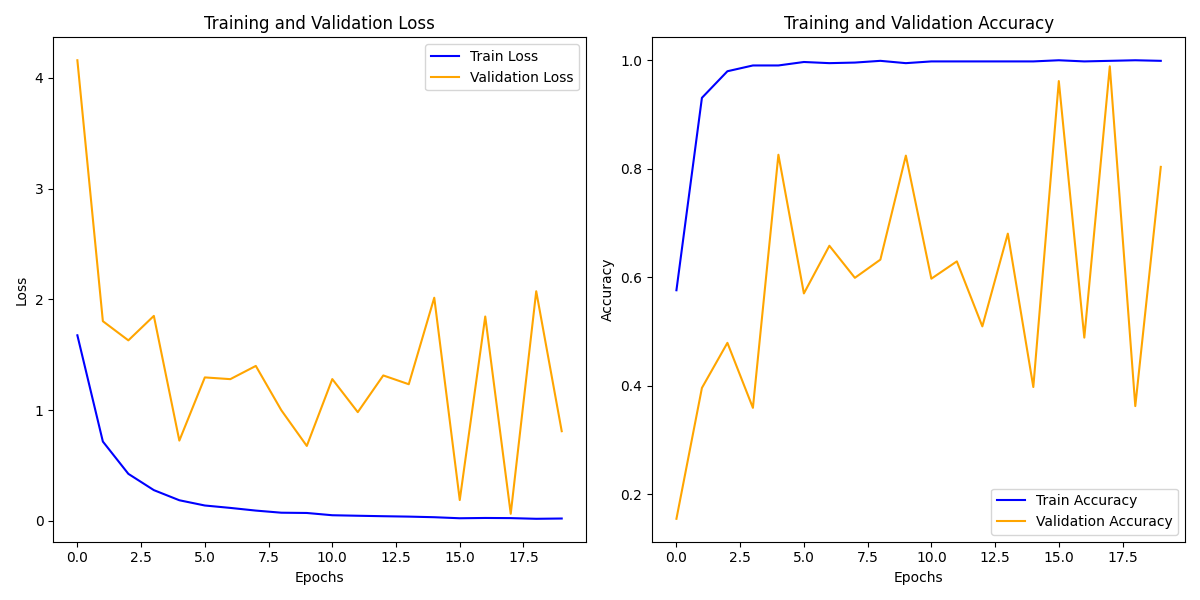 Training and Validation Loss
Train Loss
Validation Loss
4
3
2
1
0
Loss
0.0 2.5 5.0 7.5 10.0 12.5 15.0 17.5
Epochs
Training and Validation Accuracy
1.0
0.8
0.6
0.4
0.2
Accuracy
Train Accuracy
Validation Accuracy
0.0 2.5 5.0 7.5 10.0 12.5 15.0 17.5
Epochs